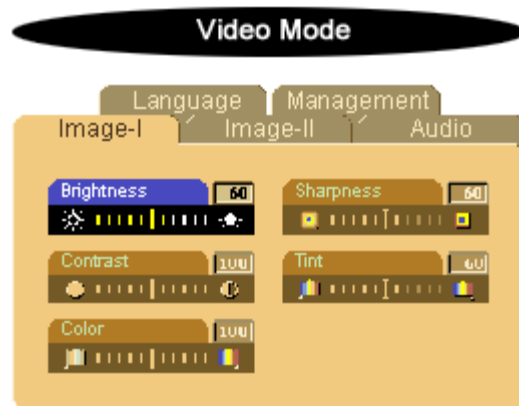 Video Mode
Language Management
Image-I Image-II Audio
Brightness 60 Sharpness 60
Contrast 100 Tint 60
Color 100